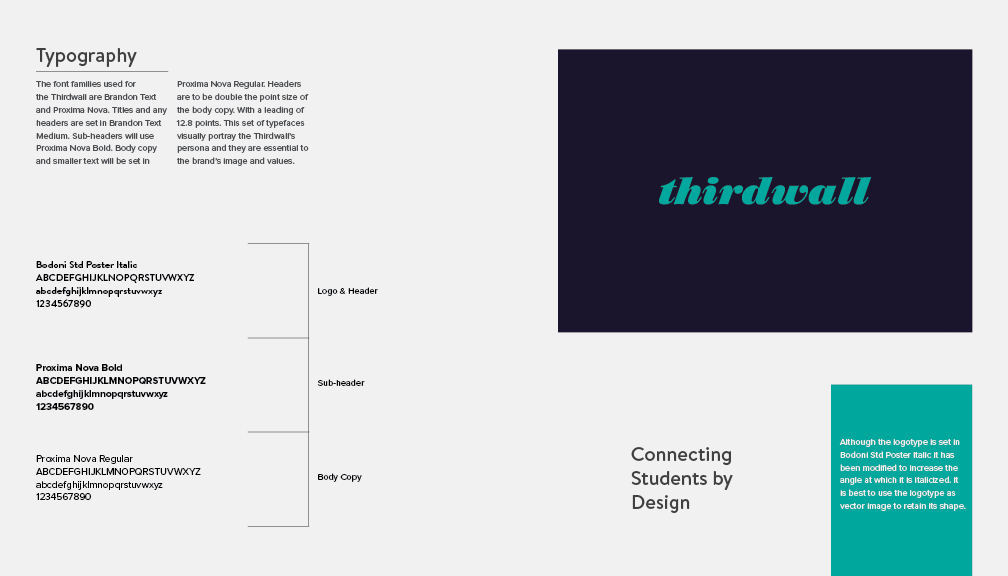 Typography
The font families used for
the Thirdwall are Brandon Text
and Proxima Nova. Titles and any
headers are set in Brandon Text
Medium. Sub-headers will use
Proxima Nova Bold. Body copy
and smaller text will be set in
Proxima Nova Regular. Headers
are to be double the point size of
the body copy. With a leading of
12.8 points. This set of typefaces
visually portray the Thirdwall's
persona and they are essential to
the brand's image and values.
Bodoni Std Poster Italic
ABCDEFGHIJKLNOPQRSTUVWXYZ
abcdefghijklmnopqrstuvwxyz
1234567890
Logo & Header
Proxima Nova Bold
ABCDEFGHIJKLMNOPQRSTUVWXYZ
abcdefghijklmnopqrstuvwxyz
1234567890
Sub-header
Proxima Nova Regular
ABCDEFGHIJKLMNOPQRSTUVWXYZ
abcdefghijklmnopqrstuvwxyz
1234567890
Body Copy
thirdwall
Connecting
Students by
Design
Although the logotype is set in
Bodoni Std Poster Italic it has
been modified to increase the
angle at which it is italicized. It
is best to use the logotype as
vector image to retain its shape.